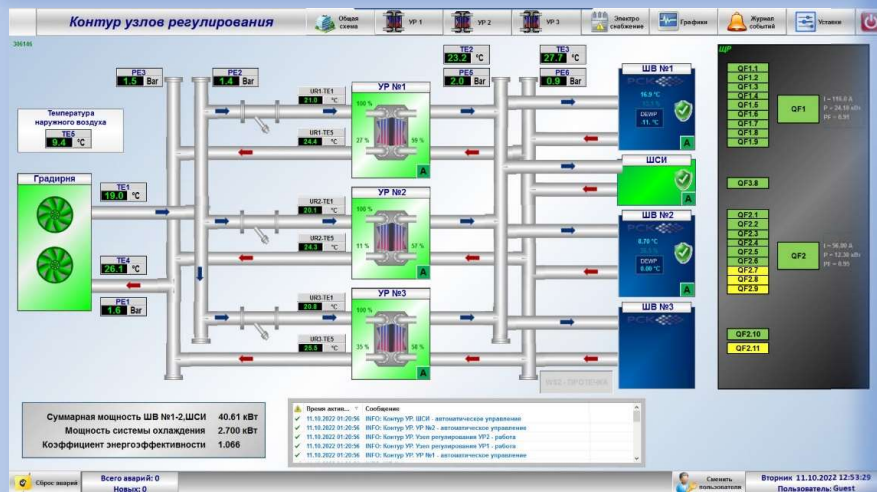 Контур узлов регулирования
Общая
схема
УР 1
УР 2
УР 3
Электро
снабжение
Графики
Журнал
событий
Уставки
PE3
1.5 Bar
PE2
1.4 Bar
TE2
23.2 °C
TE3
27.7 °C
PE5
2.0 Bar
PE6
0.9 Bar
Температура
наружного воздуха
TE5
9.4 °C
Градирня
TE1
19.0 °C
TE4
26.1 °C
PE1
1.6 Bar
УР №1
UR1.TE1
21.0 °C
UR1.TE5
24.4 °C
100 %
27 %
59 %
A
УР №2
UR2.TE1
20.1 °C
UR2.TE5
24.3 °C
100 %
11 %
57 %
A
УР №3
UR3.TE1
20.8 °C
UR3.TE5
25.5 °C
100 %
35 %
50 %
ШВ №1
РСК
16.9 °C
DEWP
-11. °C
A
ШСИ
A
ШВ №2
РСК
8.70 °C
DEWP
0.00 °C
A
ШВ №3
РСК
ЩР
QF1.1
QF1.2
QF1.3
QF1.4
QF1.5
QF1.6
QF1.7
QF1.8
QF1.9
QF1
QF3.8
QF2.1
QF2.2
QF2.3
QF2.4
QF2.5
QF2.6
QF2.7
QF2.8
QF2.9
QF2
QF2.10
QF2.11
Суммарная мощность ШВ №1-2,ШСИ 40.61 кВт
Мощность системы охлаждения 2.700 кВт
Коэффициент энергоэффективности 1.066
Время актив... Сообщение
11.10.2022 01:20:56 INFO: Контур УР. ШСИ - автоматическое управление
11.10.2022 01:20:56 INFO: Контур УР. УР №2 - автоматическое управление
11.10.2022 01:20:56 INFO: Контур УР. Узел регулирования УР2 - работа
11.10.2022 01:20:56 INFO: Контур УР. Узел регулирования УР1 - работа
11.10.2022 01:20:56 INFO: Контур УР. УР №1 - автоматическое управление
Сброс аварий
Всего аварий: 0
Новых: 0
Сменить
пользователя
Вторник 11.10.2022 12:53:29
Пользователь: Guest